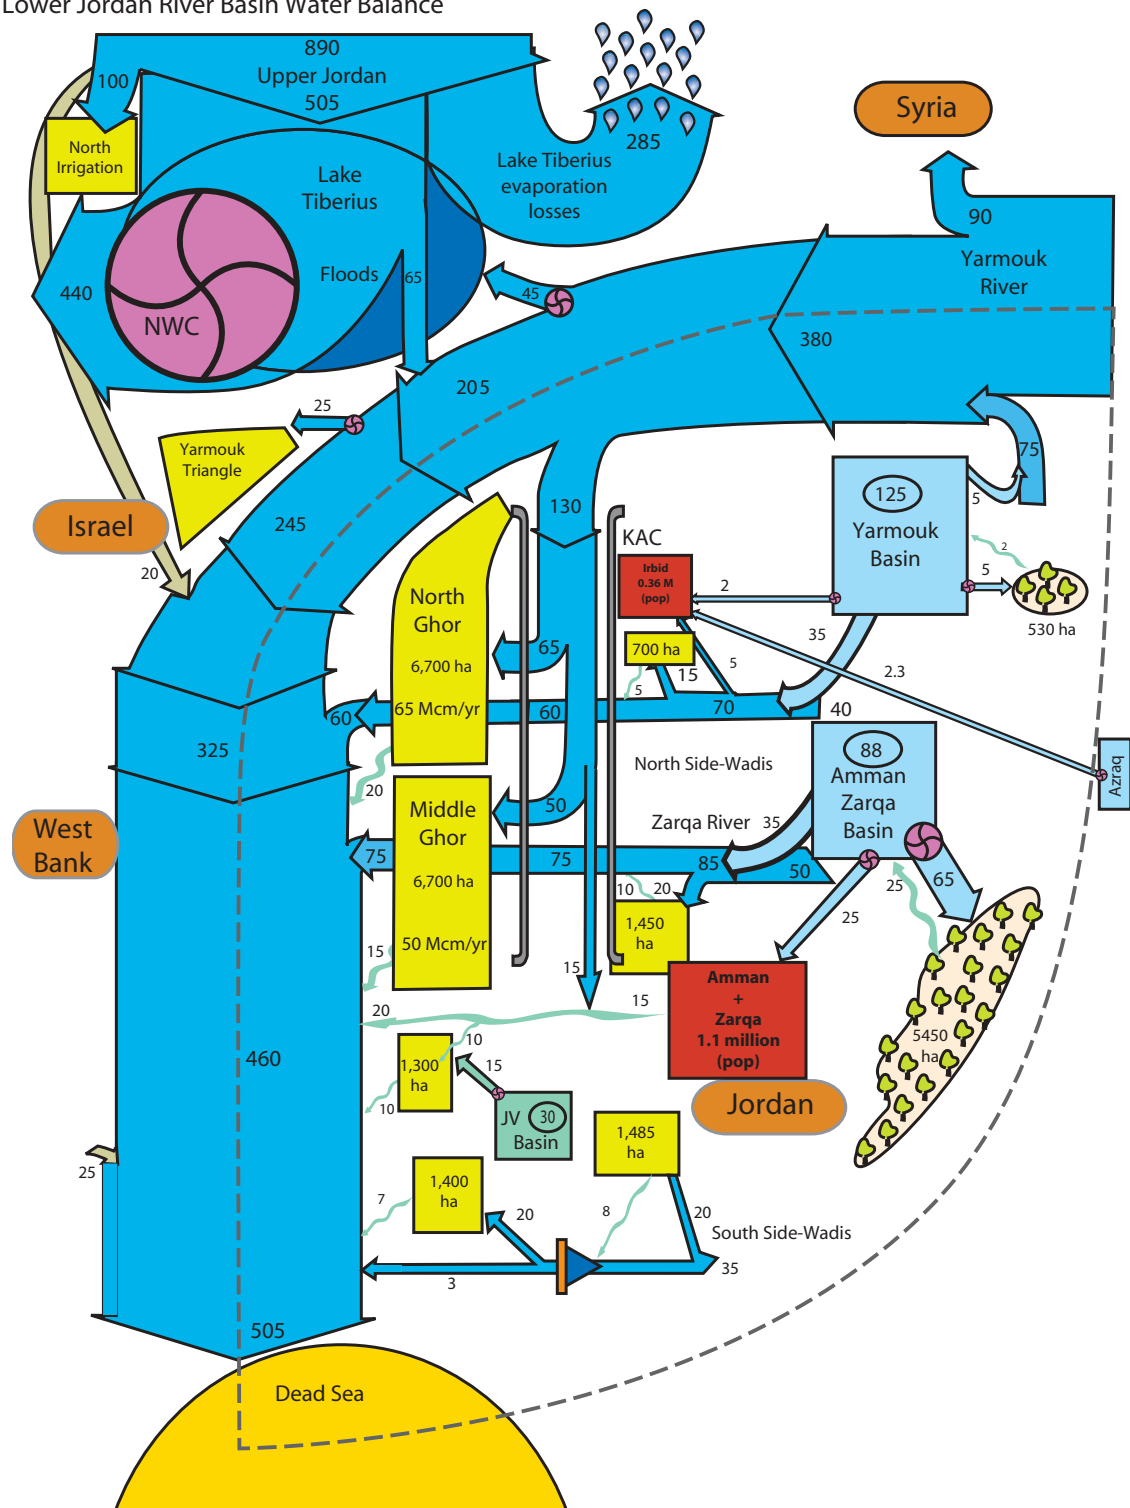 Lower Jordan River Basin Water Balance
890
Upper Jordan
505
100
North
Irrigation
Lake
Tiberius
Lake Tiberius
evaporation
losses
285
Syria
90
Yarmouk
River
440
Floods
65
45
NWC
380
205
25
Yarmouk
Triangle
75
5
125
Yarmouk
Basin
2
5
530 ha
130
KAC
Israel
245
20
Irbid
0.36 M
(pop)
2
North
Ghor
6,700 ha
65 Mcm/yr
65
700 ha
5
15
5
35
2.3
60
60
70
40
325
20
North Side-Wadis
88
Amman
Zarqa
Basin
Azraq
West
Bank
Middle
Ghor
6,700 ha
50 Mcm/yr
50
Zarqa River
35
75
75
85
50
10
20
25
65
1,450
ha
25
15
15
Amman
+
Zarqa
1.1 million
(pop)
20
15
5450
ha
460
10
1,300
ha
15
10
JV
30
Basin
Jordan
1,485
ha
25
1,400
ha
7
20
8
20
South Side-Wadis
3
35
505
Dead Sea